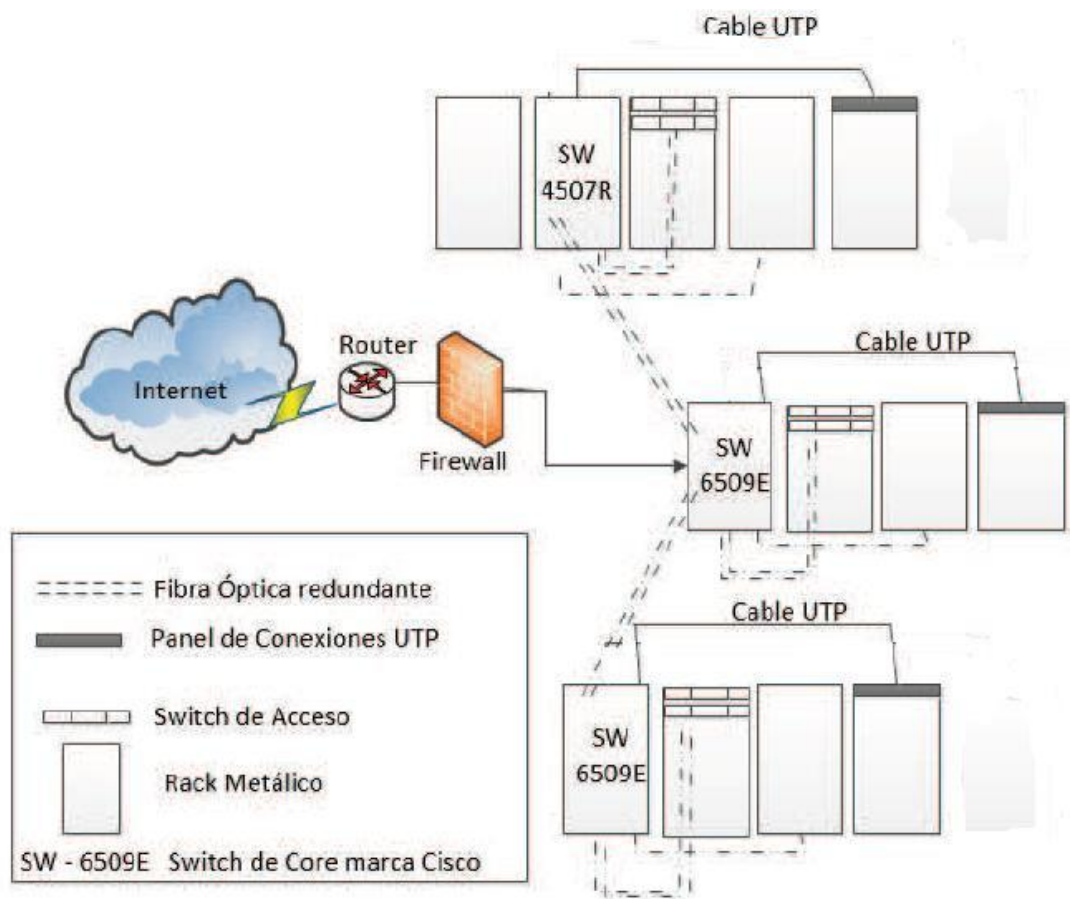 Cable UTP
SW
4507R
Internet
Router
Firewall
Cable UTP
SW
6509E
Cable UTP
SW
6509E
Fibra Óptica redundante
Panel de Conexiones UTP
Switch de Acceso
Rack Metálico
SW - 6509E Switch de Core marca Cisco